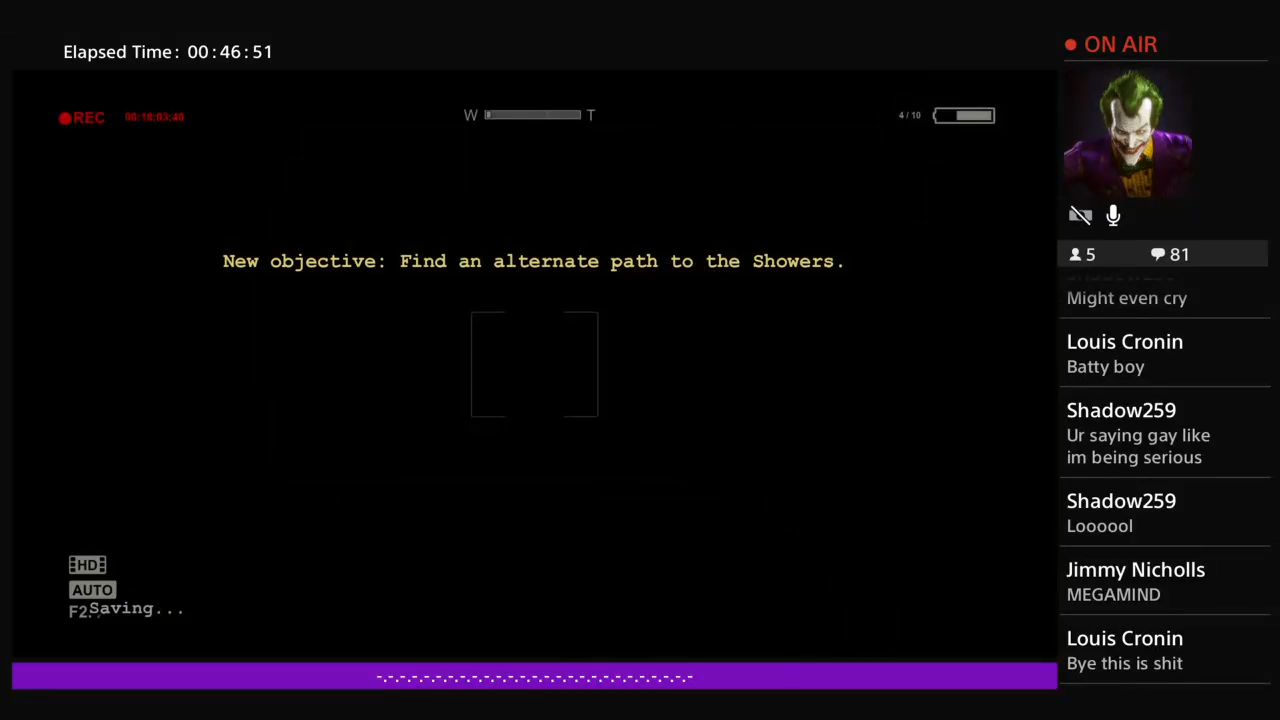 Elapsed Time: 00:46:51
ON AIR
REC
W T
4/10
5 81
New objective: Find an alternate path to the Showers.
Might even cry
Louis Cronin
Batty boy
Shadow259
Ur saying gay like
im being serious
Shadow259
Loooool
Jimmy Nicholls
MEGAMIND
Louis Cronin
Bye this is shit
HD
AUTO
Saving...
-.-.-.-.-.-.-.-.-.-.-.-.-.-.-.-.-.-.-.-.-.-.-.-.-.-.-